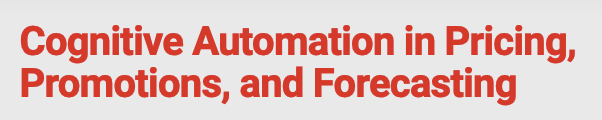 Cognitive Automation in Pricing,
Promotions, and Forecasting